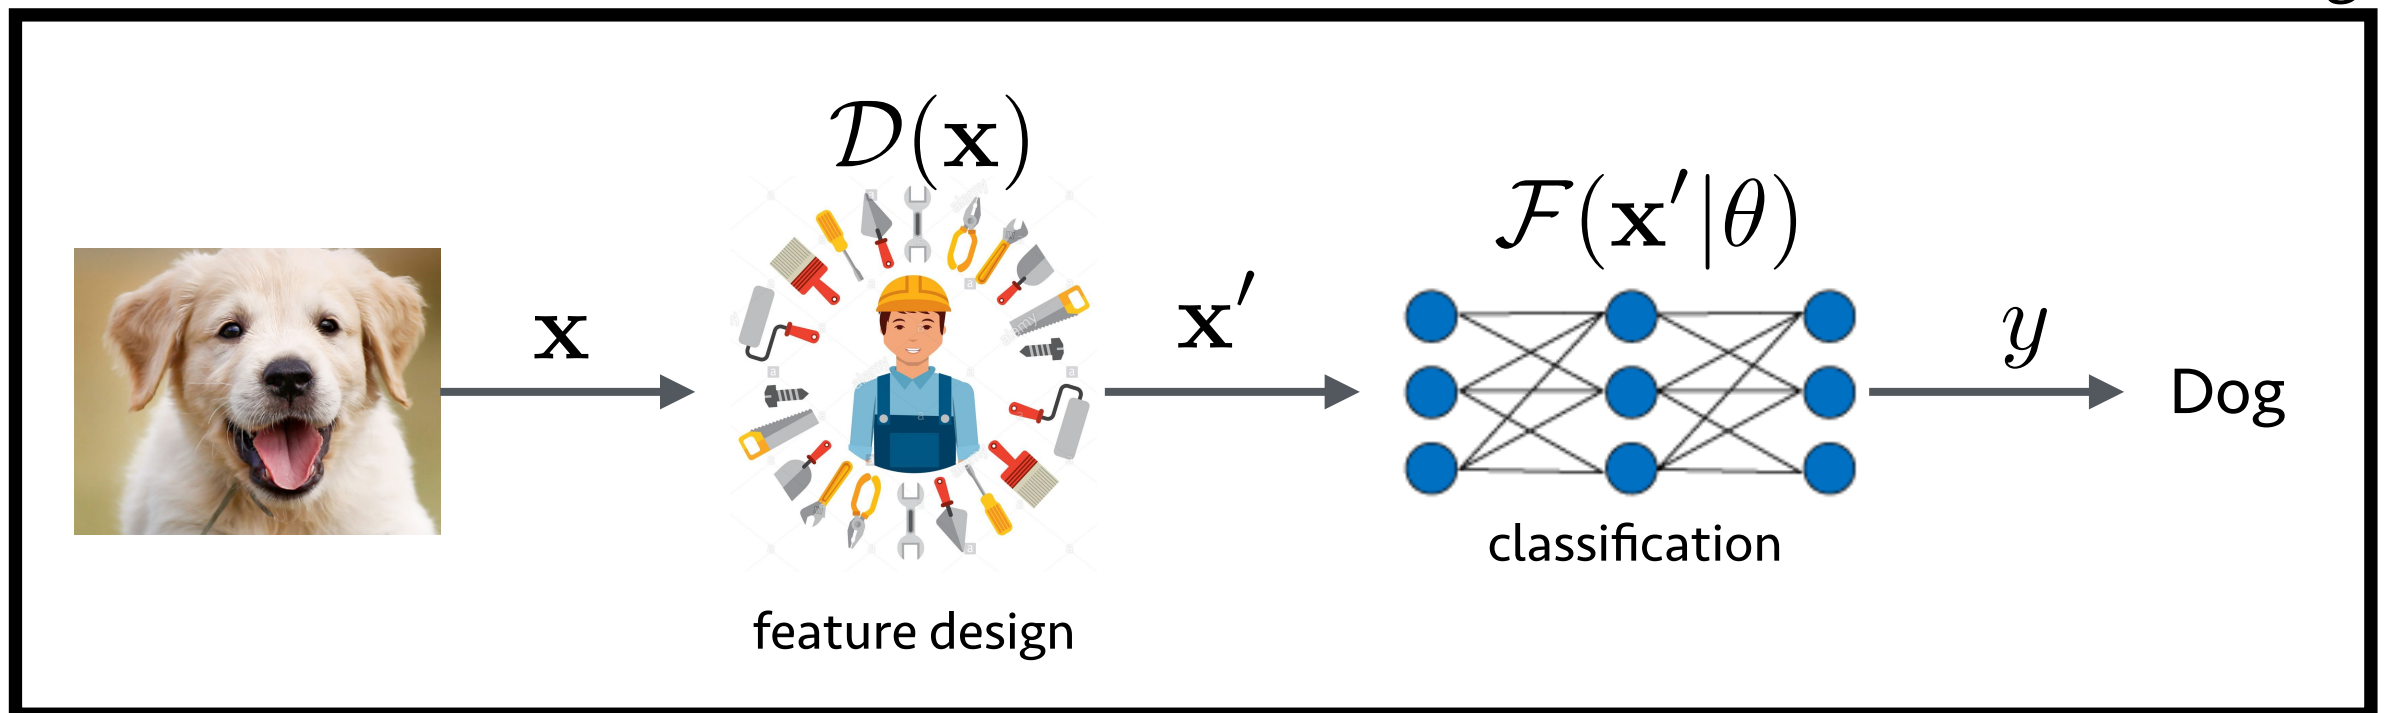 𝒟(𝐱)
ℱ(𝐱′|θ)
𝐱
𝐱′
y
Dog
classification
feature design